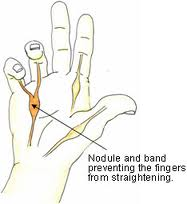 Nodule and band
preventing the fingers
from straightening.